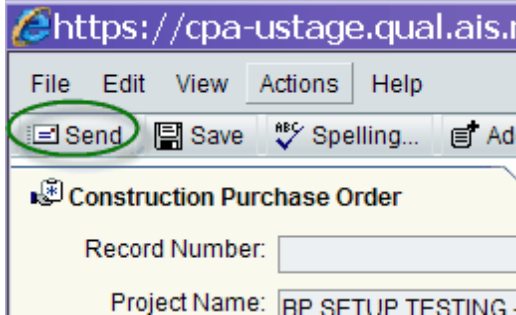 https://cpa-ustage.qual.ais.
File Edit View Actions Help
Send Save ABC Spelling... Ad
Construction Purchase Order
Record Number:
Project Name: BP SETUP TESTING -